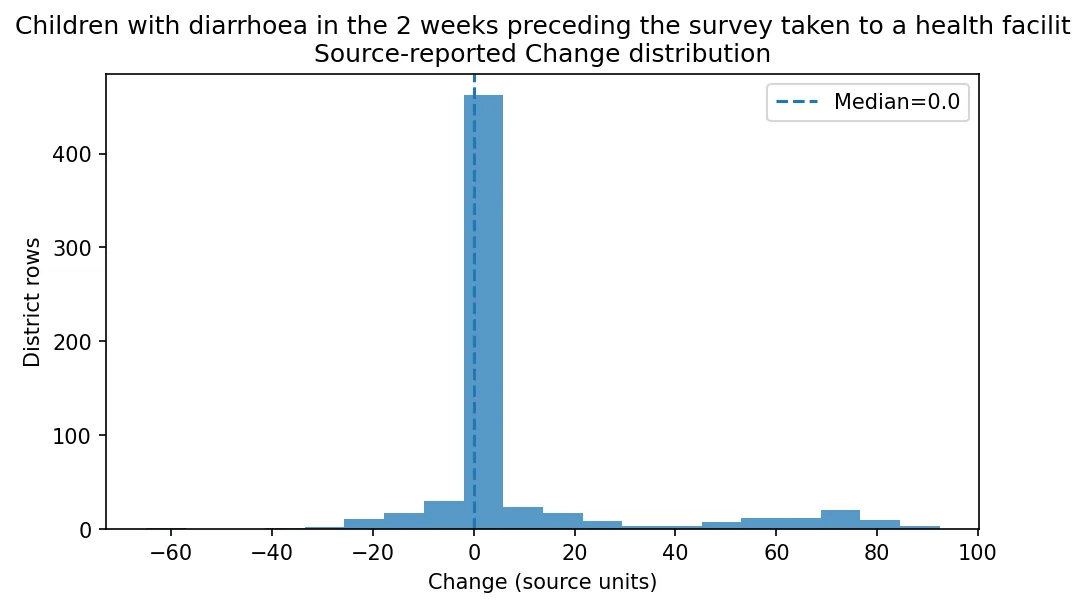 Children with diarrhoea in the 2 weeks preceding the survey taken to a health facilit
Source-reported Change distribution
Median=0.0
District rows
400
300
200
100
0
−60
−40
−20
0
20
40
60
80
100
Change (source units)